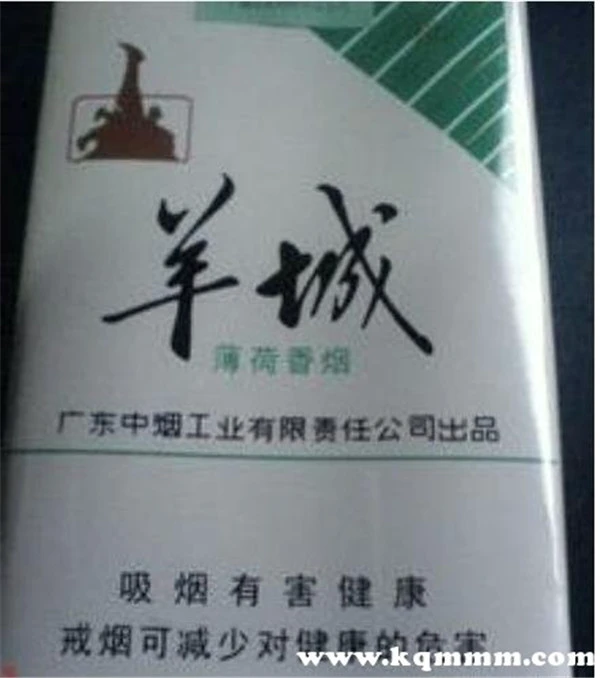 羊城
薄荷香烟
广东中烟工业有限责任公司出品
吸烟有害健康
戒烟可减少对健康的危害
www.kqmmm.com